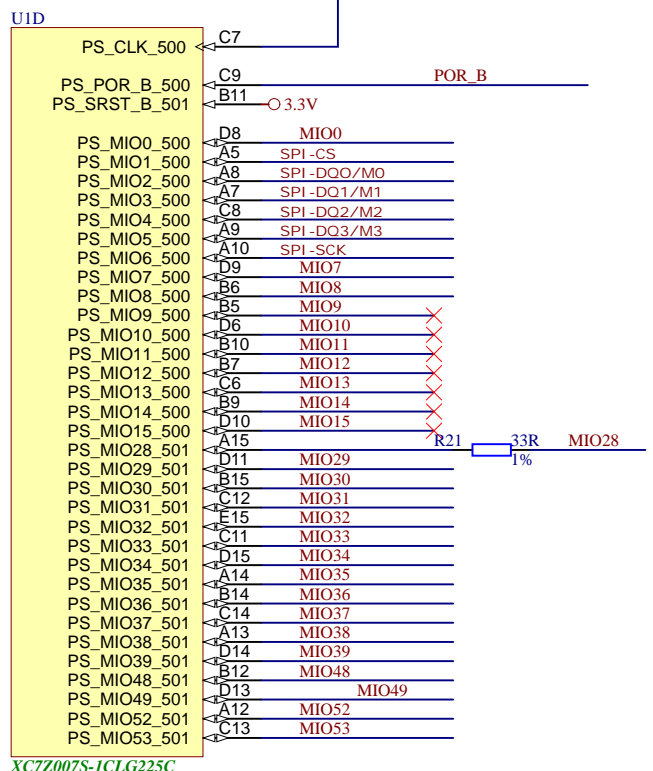 U1D
PS_CLK_500 C7
PS_POR_B_500 C9 POR_B
PS_SRST_B_501 B11 3.3V
PS_MIO0_500 D8 MIO0
PS_MIO1_500 A5 SPI-CS
PS_MIO2_500 A8 SPI-DQ0/M0
PS_MIO3_500 A7 SPI-DQ1/M1
PS_MIO4_500 C8 SPI-DQ2/M2
PS_MIO5_500 A9 SPI-DQ3/M3
PS_MIO6_500 A10 SPI-SCK
PS_MIO7_500 D9 MIO7
PS_MIO8_500 B6 MIO8
PS_MIO9_500 B5 MIO9
PS_MIO10_500 D6 MIO10
PS_MIO11_500 B10 MIO11
PS_MIO12_500 B7 MIO12
PS_MIO13_500 C6 MIO13
PS_MIO14_500 B9 MIO14
PS_MIO15_500 D10 MIO15
PS_MIO28_501 A15 R21 33R MIO28
1%
PS_MIO29_501 D11 MIO29
PS_MIO30_501 B15 MIO30
PS_MIO31_501 C12 MIO31
PS_MIO32_501 E15 MIO32
PS_MIO33_501 C11 MIO33
PS_MIO34_501 D15 MIO34
PS_MIO35_501 A14 MIO35
PS_MIO36_501 B14 MIO36
PS_MIO37_501 C14 MIO37
PS_MIO38_501 A13 MIO38
PS_MIO39_501 D14 MIO39
PS_MIO48_501 B12 MIO48
PS_MIO49_501 D13 MIO49
PS_MIO52_501 A12 MIO52
PS_MIO53_501 C13 MIO53
XC7Z007S-1CLG225C